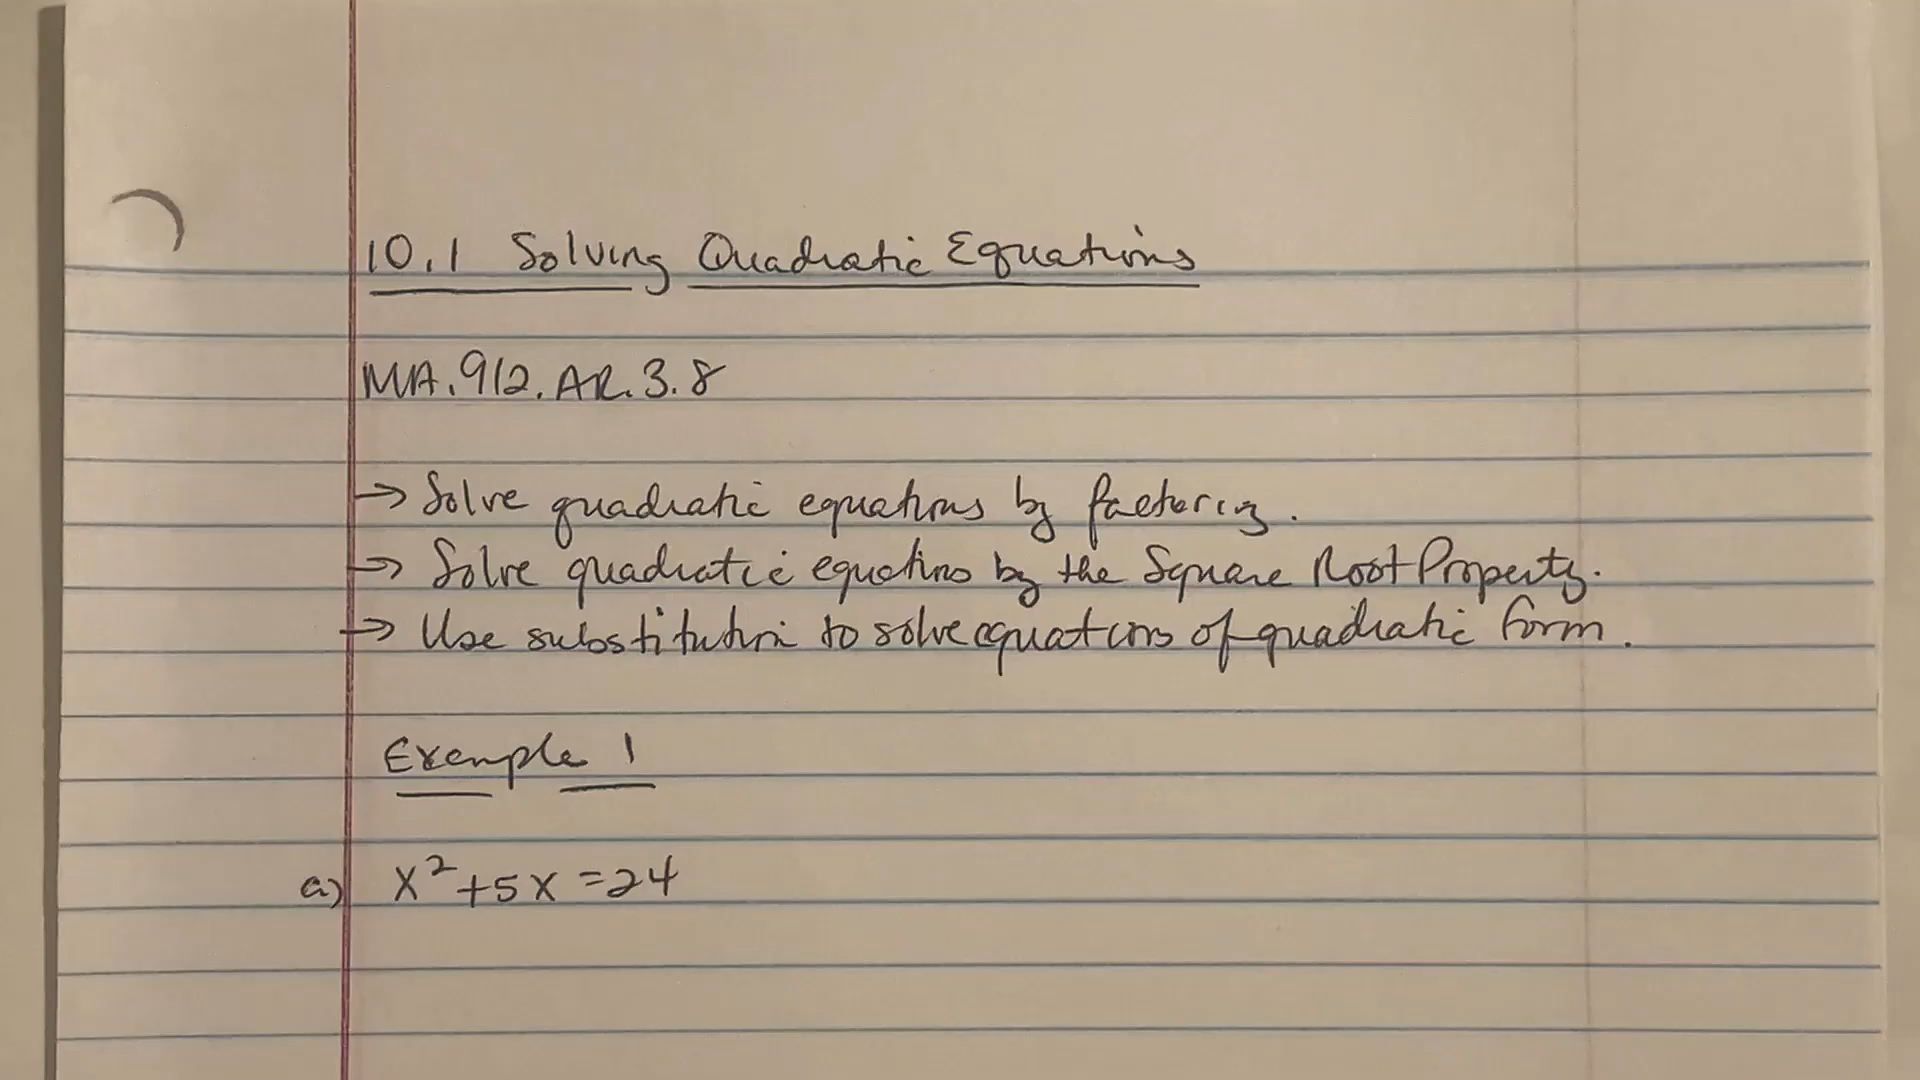 10.1 Solving Quadratic Equations
MA.912.AR.3.8
→ Solve quadratic equations by factoring.
→ Solve quadratic equations by the Square Root Property.
→ Use substitution to solve equations of quadratic form.
Example 1
a) x²+5x=24